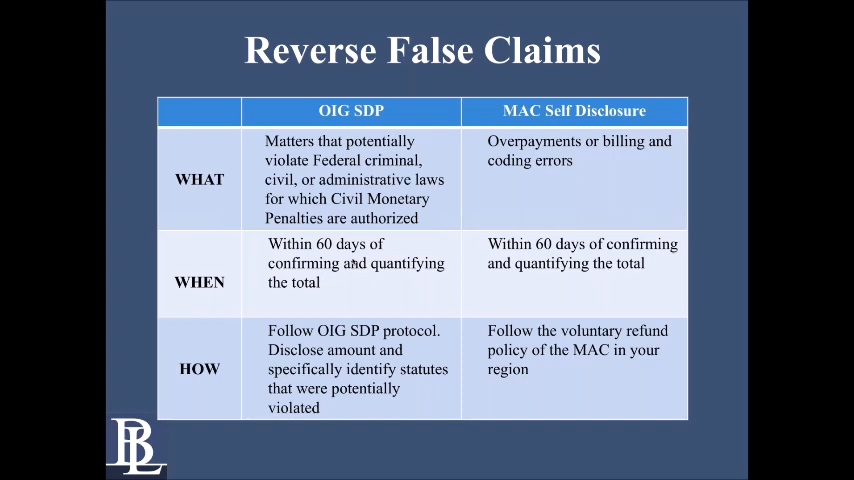 Reverse False Claims
OIG SDP
MAC Self Disclosure
WHAT
Matters that potentially
violate Federal criminal,
civil, or administrative laws
for which Civil Monetary
Penalties are authorized
Overpayments or billing and
coding errors
WHEN
Within 60 days of
confirming and quantifying
the total
Within 60 days of confirming
and quantifying the total
HOW
Follow OIG SDP protocol.
Disclose amount and
specifically identify statutes
that were potentially
violated
Follow the voluntary refund
policy of the MAC in your
region
BL